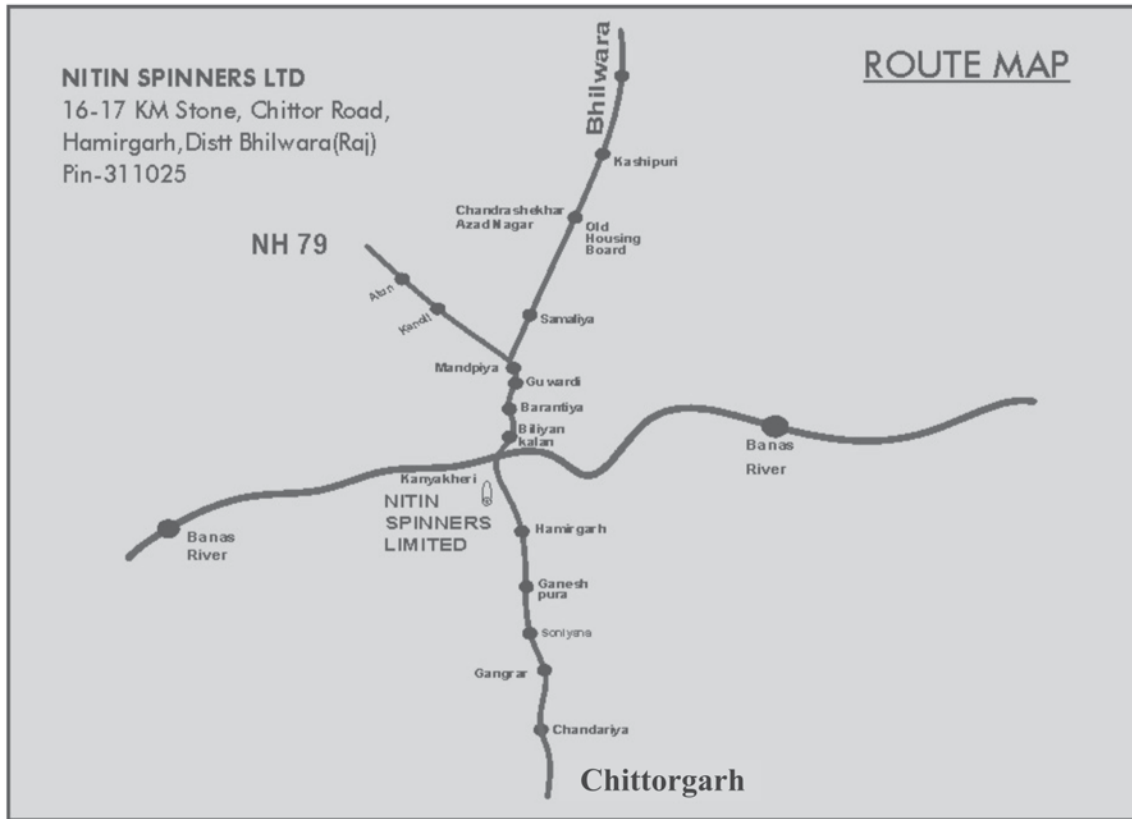 ROUTE MAP
NITIN SPINNERS LTD
16-17 KM Stone, Chittor Road,
Hamirgarh,Distt Bhilwara(Raj)
Pin-311025
Bhilwara
Kashipuri
Chandrashekhar
Azad Nagar
Old
Housing
Board
NH 79
Atun
Kanoli
Samaliya
Mandpiya
Guwardi
Barantiya
Biliyan
kalan
Banas
River
Kanyakheri
NITIN
SPINNERS
LIMITED
Banas
River
Hamirgarh
Ganesh
pura
Soniyana
Gangrar
Chandariya
Chittorgarh